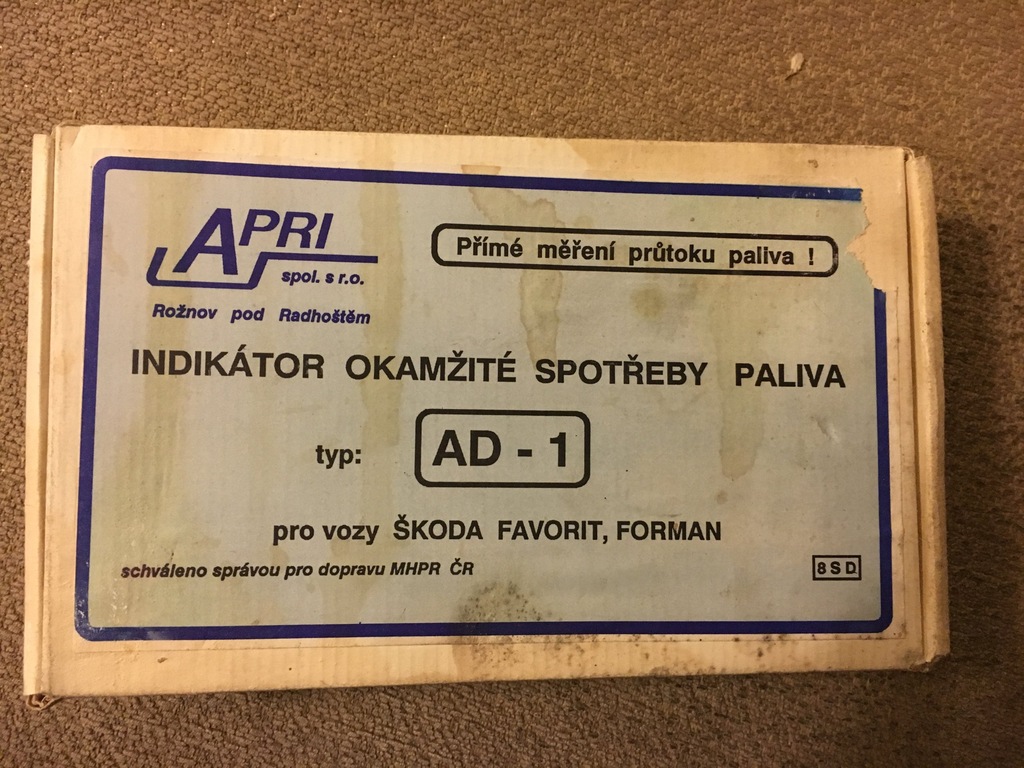 APRI
spol. s r.o.
Rožnov pod Radhoštěm
Přímé měření průtoku paliva !
INDIKÁTOR OKAMŽITÉ SPOTŘEBY PALIVA
typ: AD - 1
pro vozy ŠKODA FAVORIT, FORMAN
schváleno správou pro dopravu MHPR ČR
8 S D